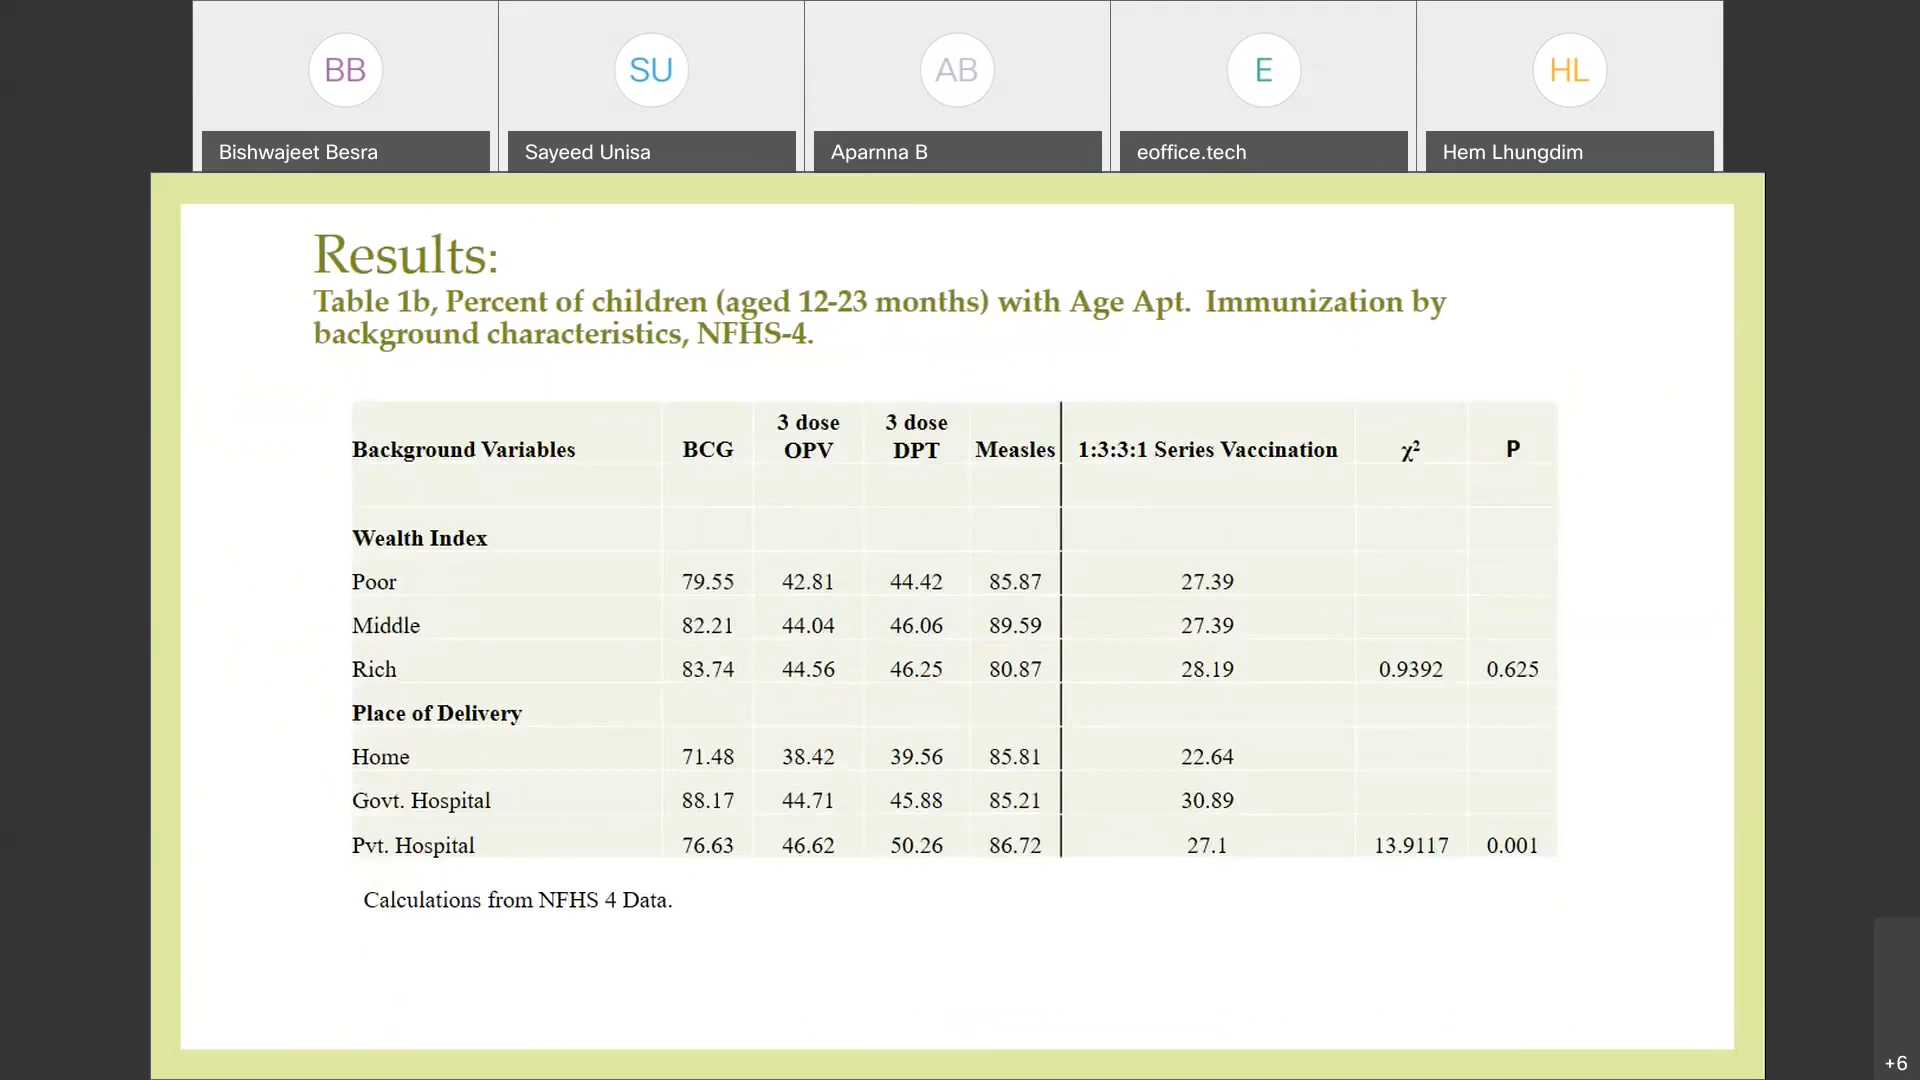 BB SU AB E HL
Bishwajeet Besra Sayeed Unisa Aparnna B eoffice.tech Hem Lhungdim
Results:
Table 1b, Percent of children (aged 12-23 months) with Age Apt. Immunization by
background characteristics, NFHS-4.
Background Variables BCG 3 dose OPV 3 dose DPT Measles 1:3:3:1 Series Vaccination χ² P
Wealth Index
Poor 79.55 42.81 44.42 85.87 27.39
Middle 82.21 44.04 46.06 89.59 27.39
Rich 83.74 44.56 46.25 80.87 28.19 0.9392 0.625
Place of Delivery
Home 71.48 38.42 39.56 85.81 22.64
Govt. Hospital 88.17 44.71 45.88 85.21 30.89
Pvt. Hospital 76.63 46.62 50.26 86.72 27.1 13.9117 0.001
Calculations from NFHS 4 Data.
+6